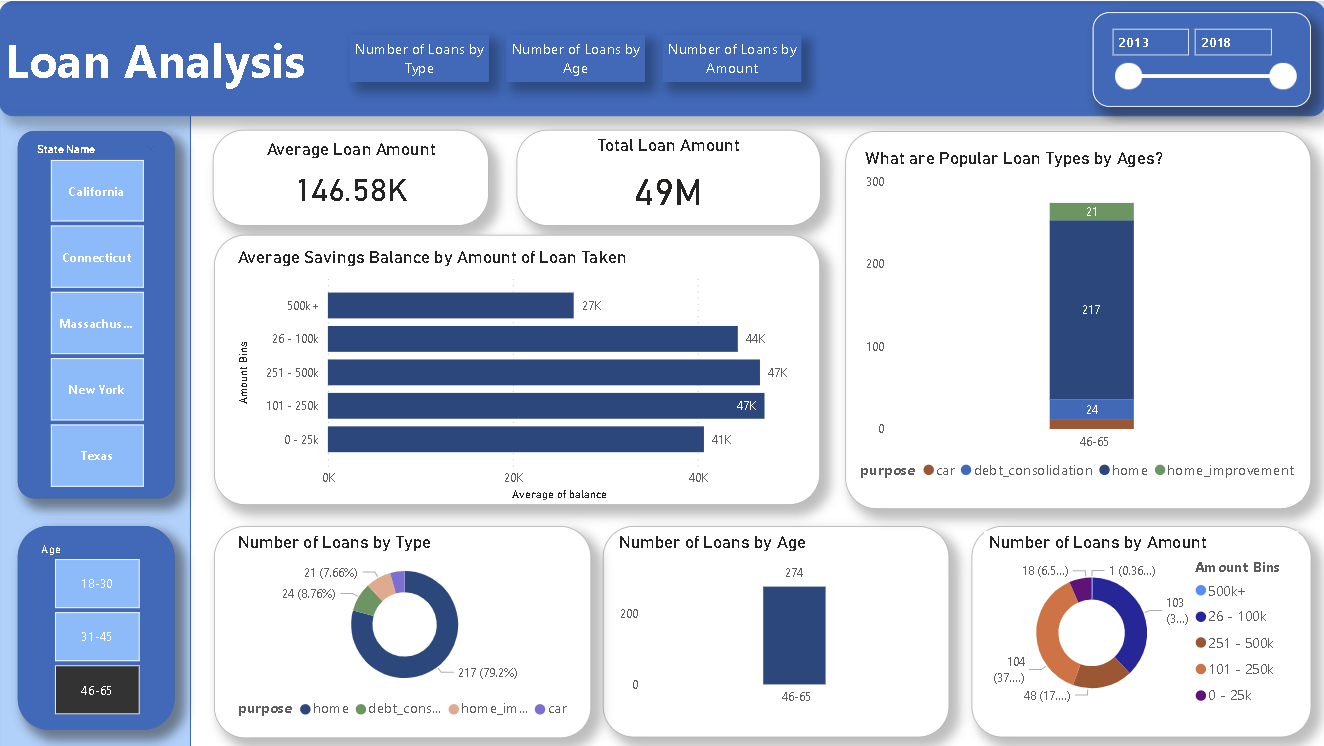 Loan Analysis
Number of Loans by
Type
Number of Loans by
Age
Number of Loans by
Amount
2013
2018
State Name
California
Connecticut
Massachus...
New York
Texas
Age
18-30
31-45
46-65
Average Loan Amount
146.58K
Total Loan Amount
49M
Average Savings Balance by Amount of Loan Taken
Amount Bins
500k+
27K
26 - 100k
44K
251 - 500k
47K
101 - 250k
47K
0 - 25k
41K
0K
20K
40K
Average of balance
What are Popular Loan Types by Ages?
300
200
100
0
21
217
24
46-65
purpose
car
debt_consolidation
home
home_improvement
Number of Loans by Type
21 (7.66%)
24 (8.76%)
217 (79.2%)
purpose
home
debt_cons...
home_im...
car
Number of Loans by Age
274
200
0
46-65
Number of Loans by Amount
18 (6.5...)
1 (0.36...)
103
(3...)
104
(37....)
48 (17....)
Amount Bins
500k+
26 - 100k
251 - 500k
101 - 250k
0 - 25k